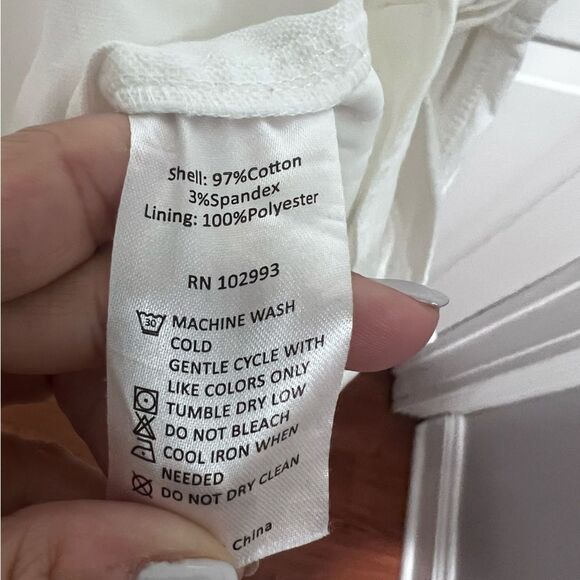 Shell: 97%Cotton
3%Spandex
Lining: 100%Polyester
RN 102993
30 MACHINE WASH
COLD
GENTLE CYCLE WITH
LIKE COLORS ONLY
TUMBLE DRY LOW
DO NOT BLEACH
COOL IRON WHEN
NEEDED
DO NOT DRY CLEAN
China